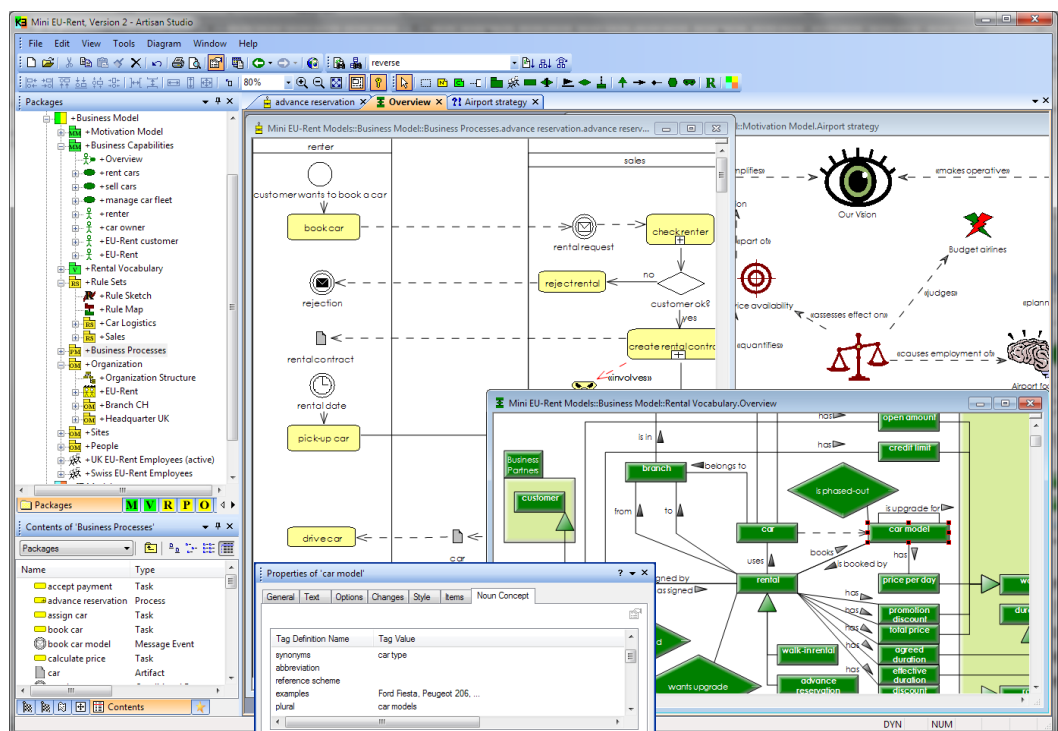 Mini EU-Rent, Version 2 - Artisan Studio
File Edit View Tools Diagram Window Help
reverse
80%
Packages
+Business Model
+Motivation Model
+Business Capabilities
+Overview
+rent cars
+sell cars
+manage car fleet
+renter
+car owner
+EU-Rent customer
+EU-Rent
+Rental Vocabulary
+Rule Sets
+Rule Sketch
+Rule Map
+Car Logistics
+Sales
+Business Processes
+Organization
+Organization Structure
+EU-Rent
+Branch CH
+Headquarter UK
+Sites
+People
+UK EU-Rent Employees (active)
+Swiss EU-Rent Employees
Packages M V R P O
Contents of 'Business Processes'
Packages
Name Type
accept payment Task
advance reservation Process
assign car Task
book car Task
book car model Message Event
calculate price Task
car Artifact
Contents
advance reservation Overview Airport strategy
Mini EU-Rent Models::Business Model::Business Processes.advance reservation.advance reserv...
renter
sales
customer wants to book a car
book car
rental request
check renter
rejection
reject rental
no
customer ok?
yes
rental contract
create rental contra
«involves»
rental date
pick-up car
drive car
car
::Motivation Model.Airport strategy
mplifies»
«makes operative»
Our Vision
Budget airlines
part of»
«judges»
ice availability
«assesses effect on»
«plann
quantifies»
«causes employment of»
Airport fo
Mini EU-Rent Models::Business Model::Rental Vocabulary.Overview
has
open amount
is in
has
credit limit
Business
Partners
branch
belongs to
customer
is phased-out
from
to
is upgrade for
car
car model
uses
books
is booked by
has
gned by
assigned
rental
price per day
has
promotion
discount
has
total price
has
agreed
duration
has
effective
duration
discount
walk-in rental
advance
reservation
wants upgrade
Properties of 'car model'
General Text Options Changes Style Items Noun Concept
Tag Definition Name Tag Value
synonyms car type
abbreviation
reference scheme
examples Ford Fiesta, Peugeot 206, ...
plural car models
DYN NUM